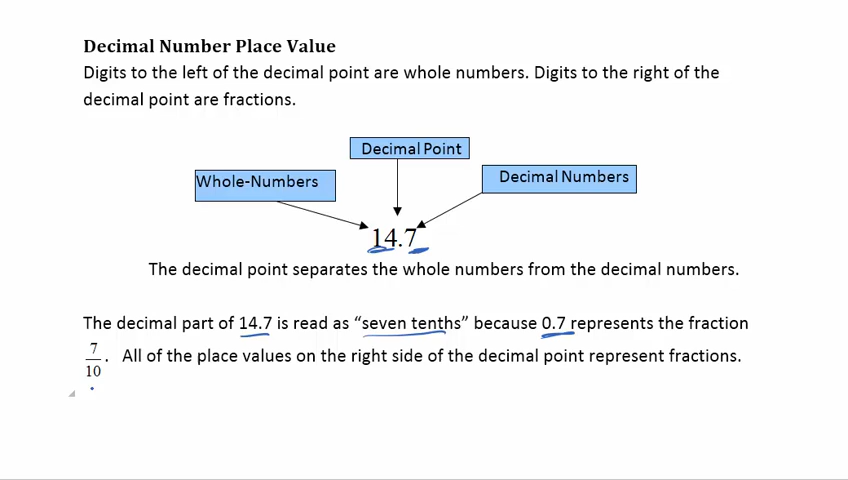 Decimal Number Place Value
Digits to the left of the decimal point are whole numbers. Digits to the right of the
decimal point are fractions.
Decimal Point
Whole-Numbers
Decimal Numbers
14.7
The decimal point separates the whole numbers from the decimal numbers.
The decimal part of 14.7 is read as “seven tenths” because 0.7 represents the fraction
7/10. All of the place values on the right side of the decimal point represent fractions.